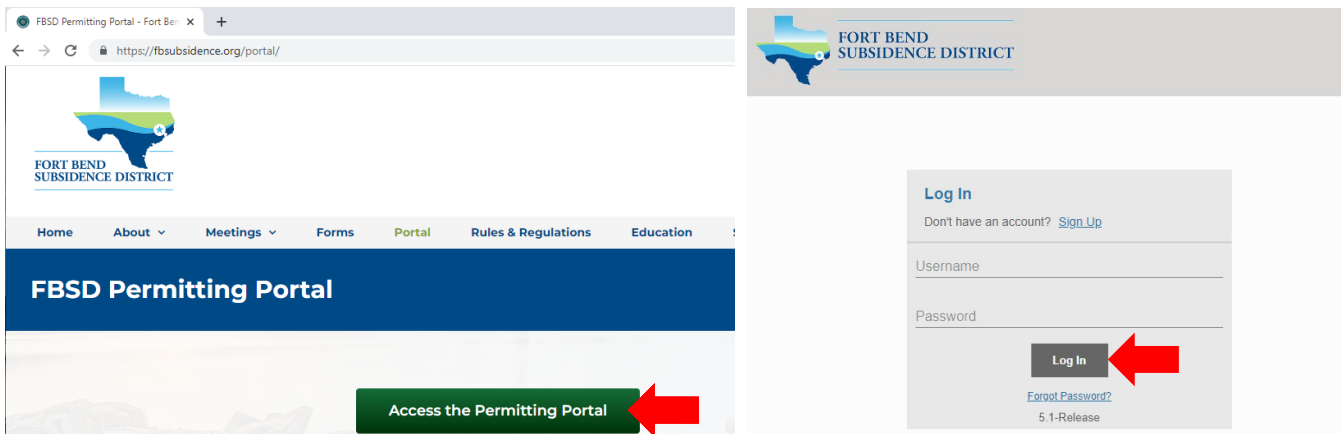 FBSD Permitting Portal - Fort Ben
https://fbsubsidence.org/portal/
FORT BEND
SUBSIDENCE DISTRICT
Home About Meetings Forms Portal Rules & Regulations Education
FBSD Permitting Portal
Access the Permitting Portal
FORT BEND
SUBSIDENCE DISTRICT
Log In
Don't have an account? Sign Up
Username
Password
Log In
Forgot Password?
5.1-Release